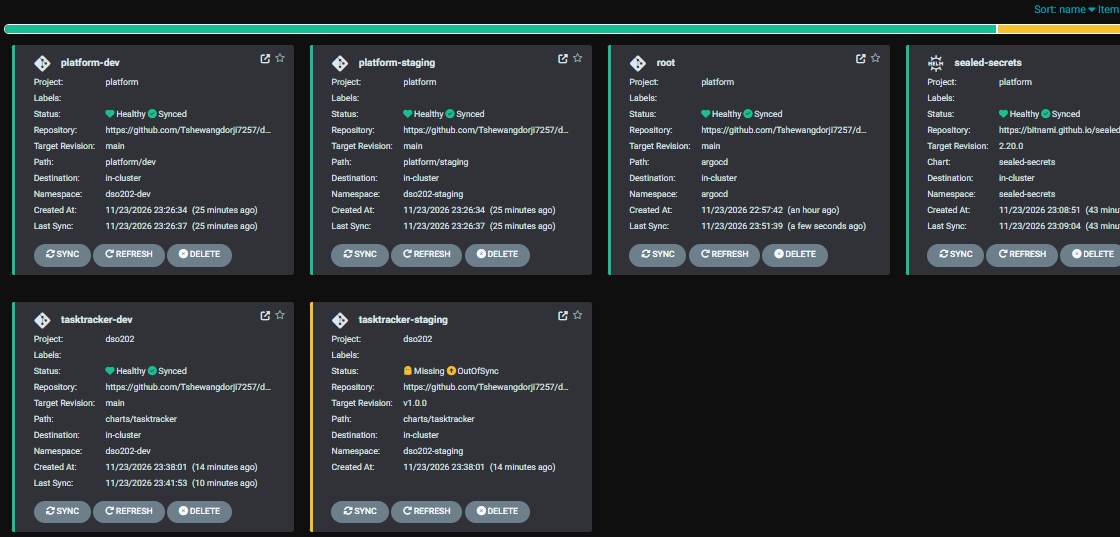 Sort: name Items
platform-dev
Project: platform
Labels:
Status: Healthy Synced
Repository: https://github.com/Tshewangdorji7257/d...
Target Revision: main
Path: platform/dev
Destination: in-cluster
Namespace: dso202-dev
Created At: 11/23/2026 23:26:34 (25 minutes ago)
Last Sync: 11/23/2026 23:26:37 (25 minutes ago)
SYNC REFRESH DELETE
platform-staging
Project: platform
Labels:
Status: Healthy Synced
Repository: https://github.com/Tshewangdorji7257/d...
Target Revision: main
Path: platform/staging
Destination: in-cluster
Namespace: dso202-staging
Created At: 11/23/2026 23:26:34 (25 minutes ago)
Last Sync: 11/23/2026 23:26:37 (25 minutes ago)
SYNC REFRESH DELETE
root
Project: platform
Labels:
Status: Healthy Synced
Repository: https://github.com/Tshewangdorji7257/d...
Target Revision: main
Path: argocd
Destination: in-cluster
Namespace: argocd
Created At: 11/23/2026 22:57:42 (an hour ago)
Last Sync: 11/23/2026 23:51:39 (a few seconds ago)
SYNC REFRESH DELETE
HELM sealed-secrets
Project: platform
Labels:
Status: Healthy Synced
Repository: https://bitnami.github.io/sealed
Target Revision: 2.20.0
Chart: sealed-secrets
Destination: in-cluster
Namespace: sealed-secrets
Created At: 11/23/2026 23:08:51 (43 minu
Last Sync: 11/23/2026 23:09:04 (43 minu
SYNC REFRESH DELETE
tasktracker-dev
Project: dso202
Labels:
Status: Healthy Synced
Repository: https://github.com/Tshewangdorji7257/d...
Target Revision: main
Path: charts/tasktracker
Destination: in-cluster
Namespace: dso202-dev
Created At: 11/23/2026 23:38:01 (14 minutes ago)
Last Sync: 11/23/2026 23:41:53 (10 minutes ago)
SYNC REFRESH DELETE
tasktracker-staging
Project: dso202
Labels:
Status: Missing OutOfSync
Repository: https://github.com/Tshewangdorji7257/d...
Target Revision: v1.0.0
Path: charts/tasktracker
Destination: in-cluster
Namespace: dso202-staging
Created At: 11/23/2026 23:38:01 (14 minutes ago)
SYNC REFRESH DELETE